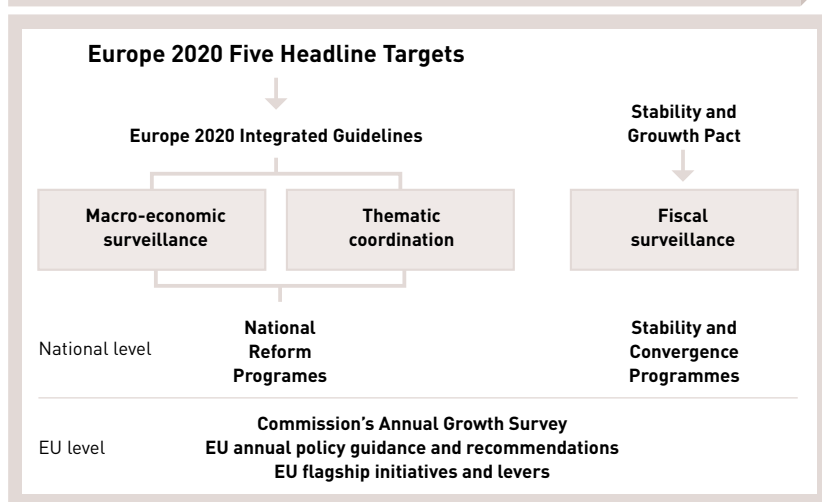 Europe 2020 Five Headline Targets
Europe 2020 Integrated Guidelines
Stability and
Grouwth Pact
Macro-economic
surveillance
Thematic
coordination
Fiscal
surveillance
National level
National
Reform
Programes
Stability and
Convergence
Programmes
EU level
Commission’s Annual Growth Survey
EU annual policy guidance and recommendations
EU flagship initiatives and levers